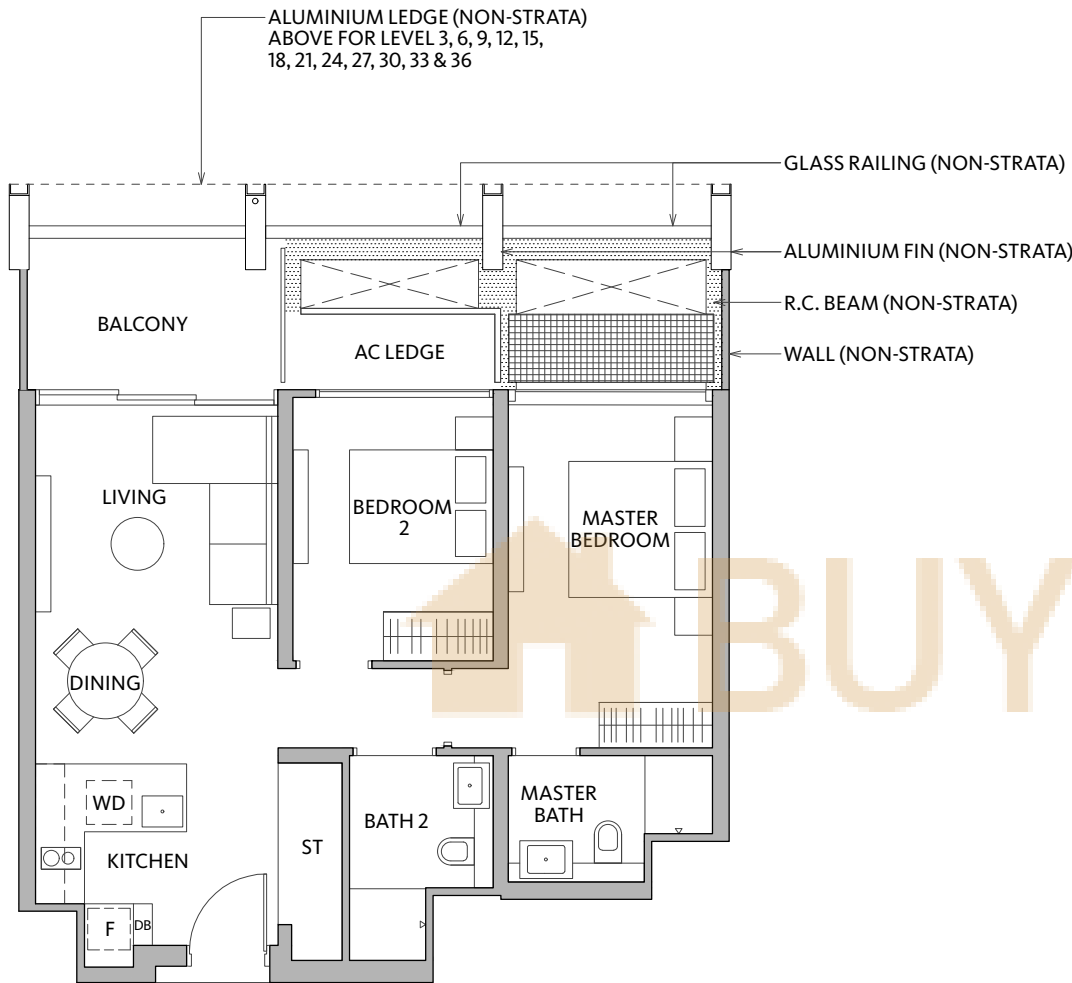 ALUMINIUM LEDGE (NON-STRATA)
ABOVE FOR LEVEL 3, 6, 9, 12, 15,
18, 21, 24, 27, 30, 33 & 36
GLASS RAILING (NON-STRATA)
ALUMINIUM FIN (NON-STRATA)
R.C. BEAM (NON-STRATA)
WALL (NON-STRATA)
BALCONY
AC LEDGE
LIVING
BEDROOM
2
MASTER
BEDROOM
BUY
DINING
WD
KITCHEN
ST
BATH 2
MASTER
BATH
F
DB